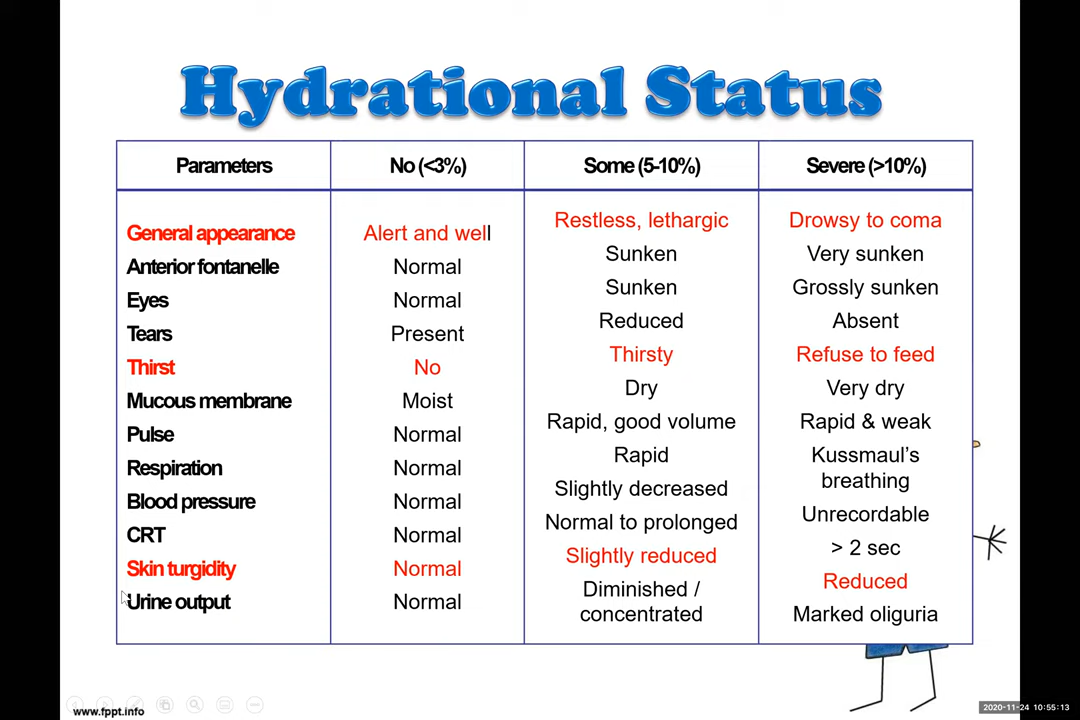 Hydrational Status
Parameters No (<3%) Some (5-10%) Severe (>10%)
General appearance Alert and well Restless, lethargic Drowsy to coma
Anterior fontanelle Normal Sunken Very sunken
Eyes Normal Sunken Grossly sunken
Tears Present Reduced Absent
Thirst No Thirsty Refuse to feed
Mucous membrane Moist Dry Very dry
Pulse Normal Rapid, good volume Rapid & weak
Respiration Normal Rapid Kussmaul's
breathing
Blood pressure Normal Slightly decreased Unrecordable
CRT Normal Normal to prolonged > 2 sec
Skin turgidity Normal Slightly reduced Reduced
Urine output Normal Diminished / Marked oliguria
concentrated
www.fppt.info
2020-11-24 10:55:13